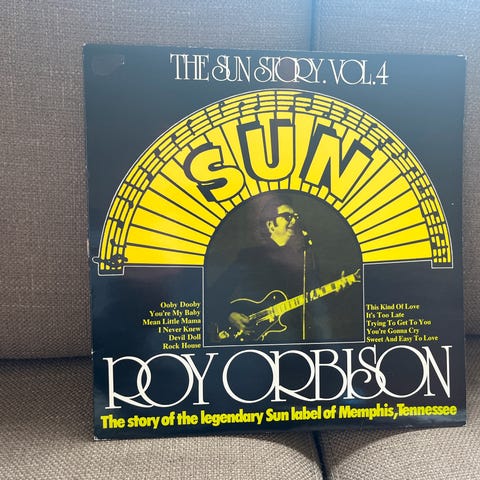 THE SUN STORY. VOL.4
SUN
Ooby Dooby
You're My Baby
Mean Little Mama
I Never Knew
Devil Doll
Rock House
This Kind Of Love
It's Too Late
Trying To Get To You
You're Gonna Cry
Sweet And Easy To Love
ROY ORBISON
The story of the legendary Sun label of Memphis,Tennessee